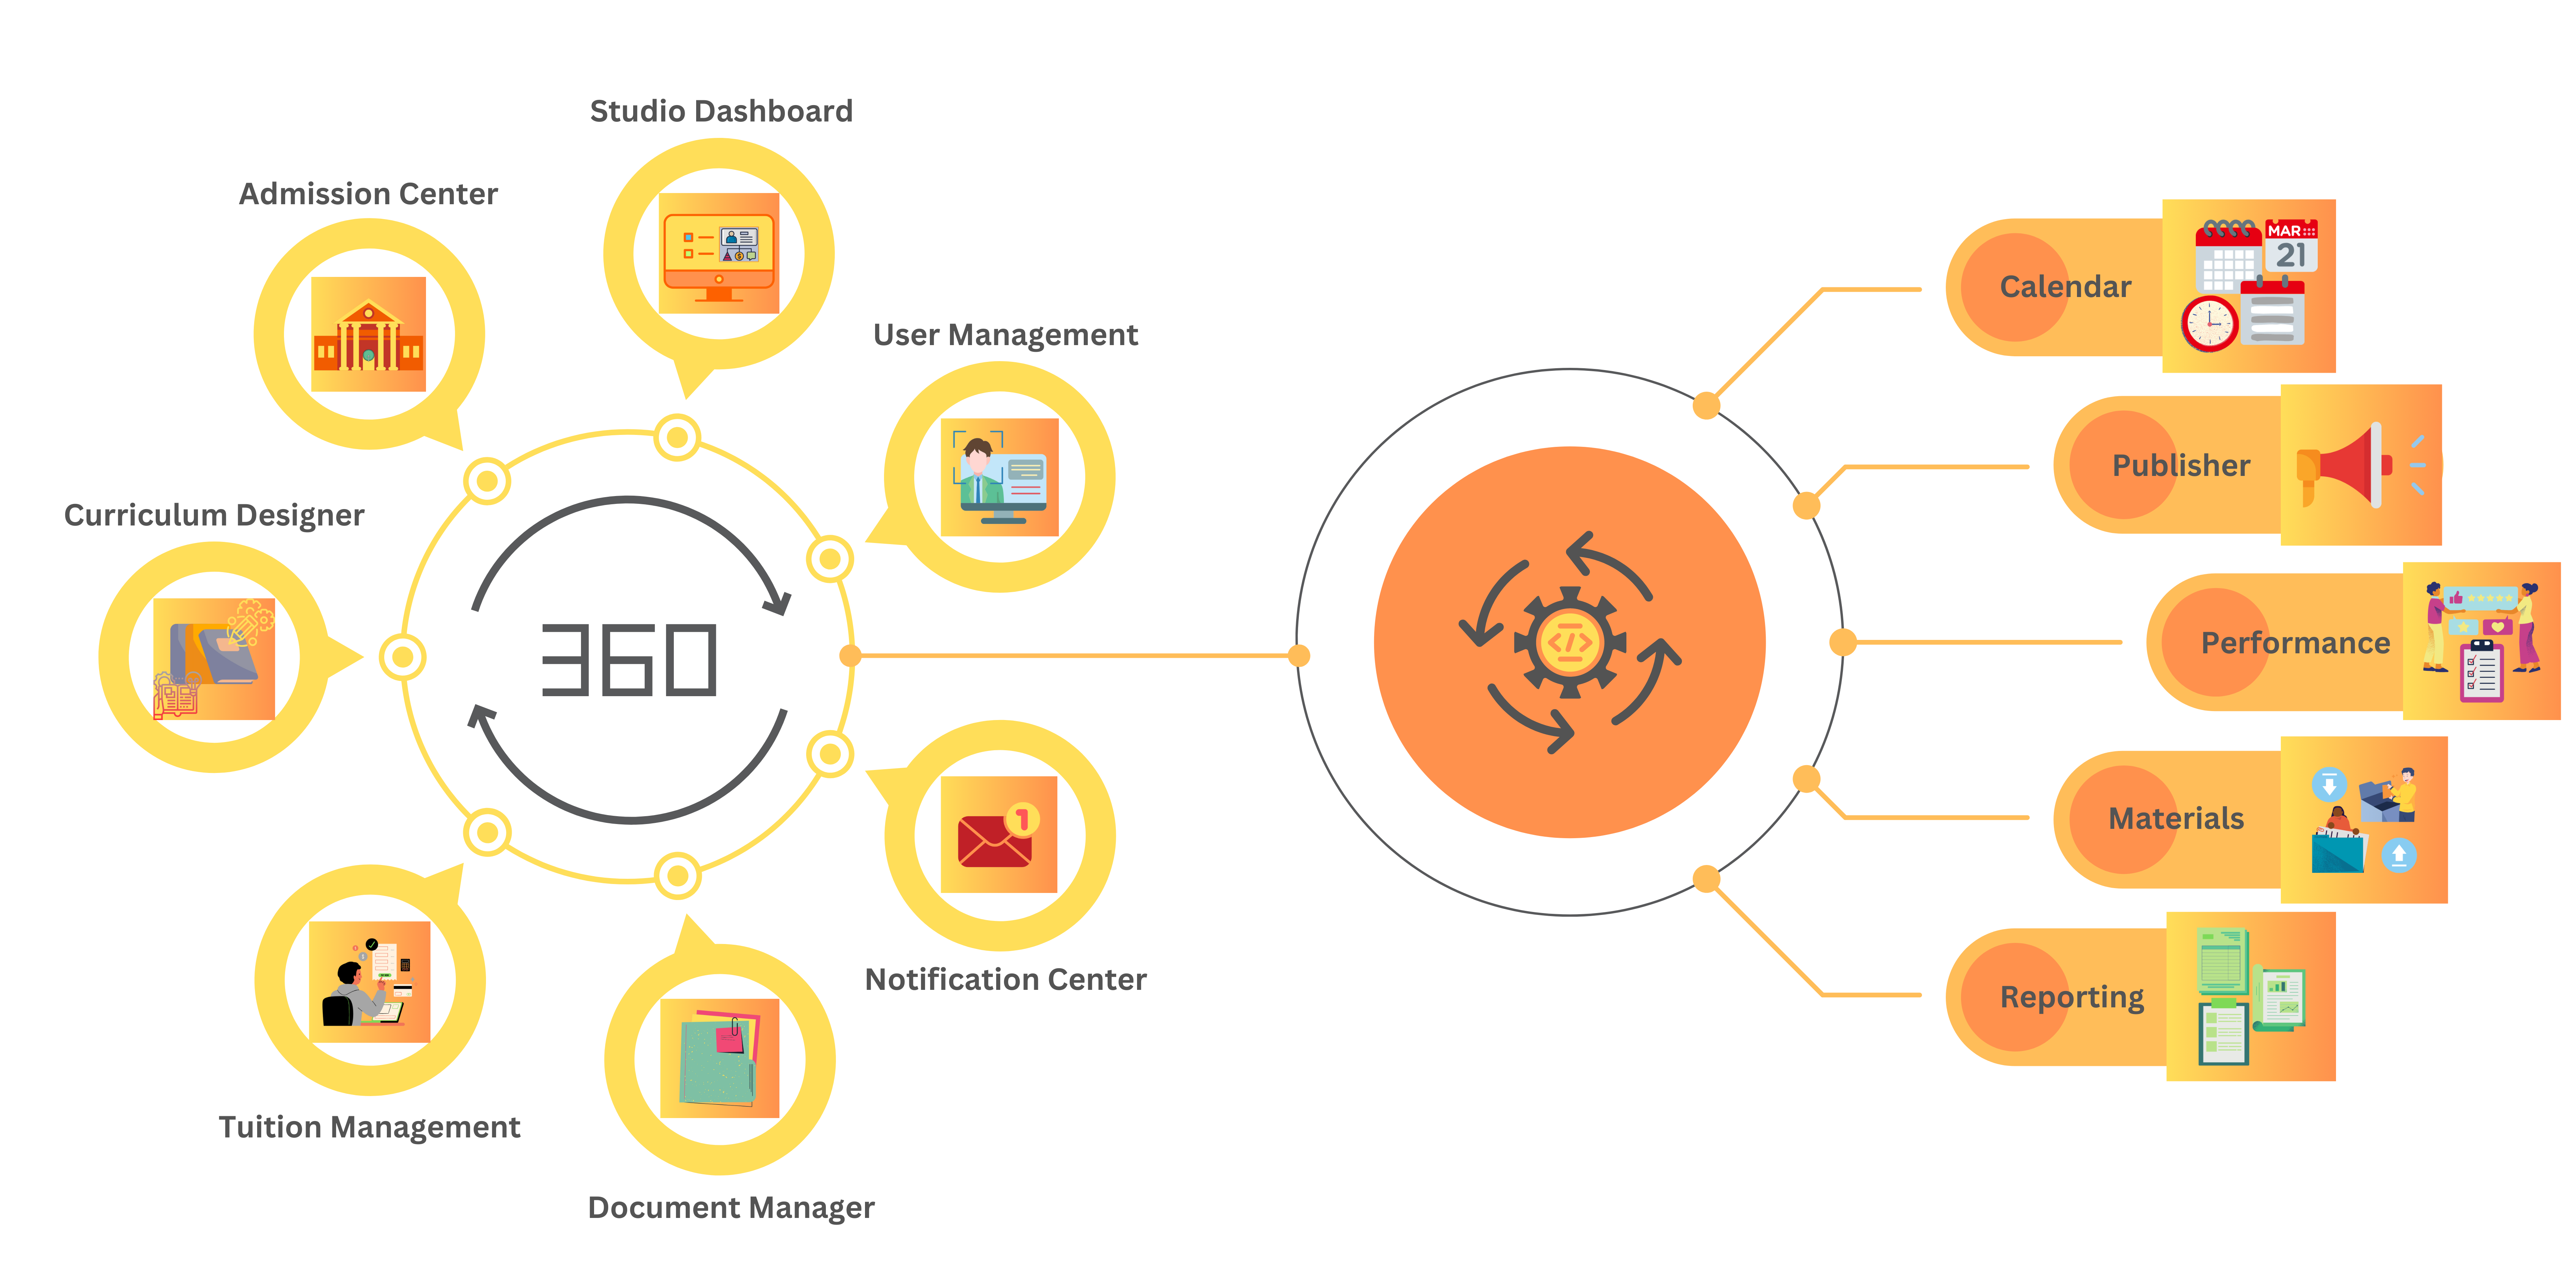 Studio Dashboard
Admission Center
User Management
Curriculum Designer
360
1
Notification Center
Tuition Management
Document Manager
</>
Calendar
MAR
21
Publisher
Performance
Materials
Reporting